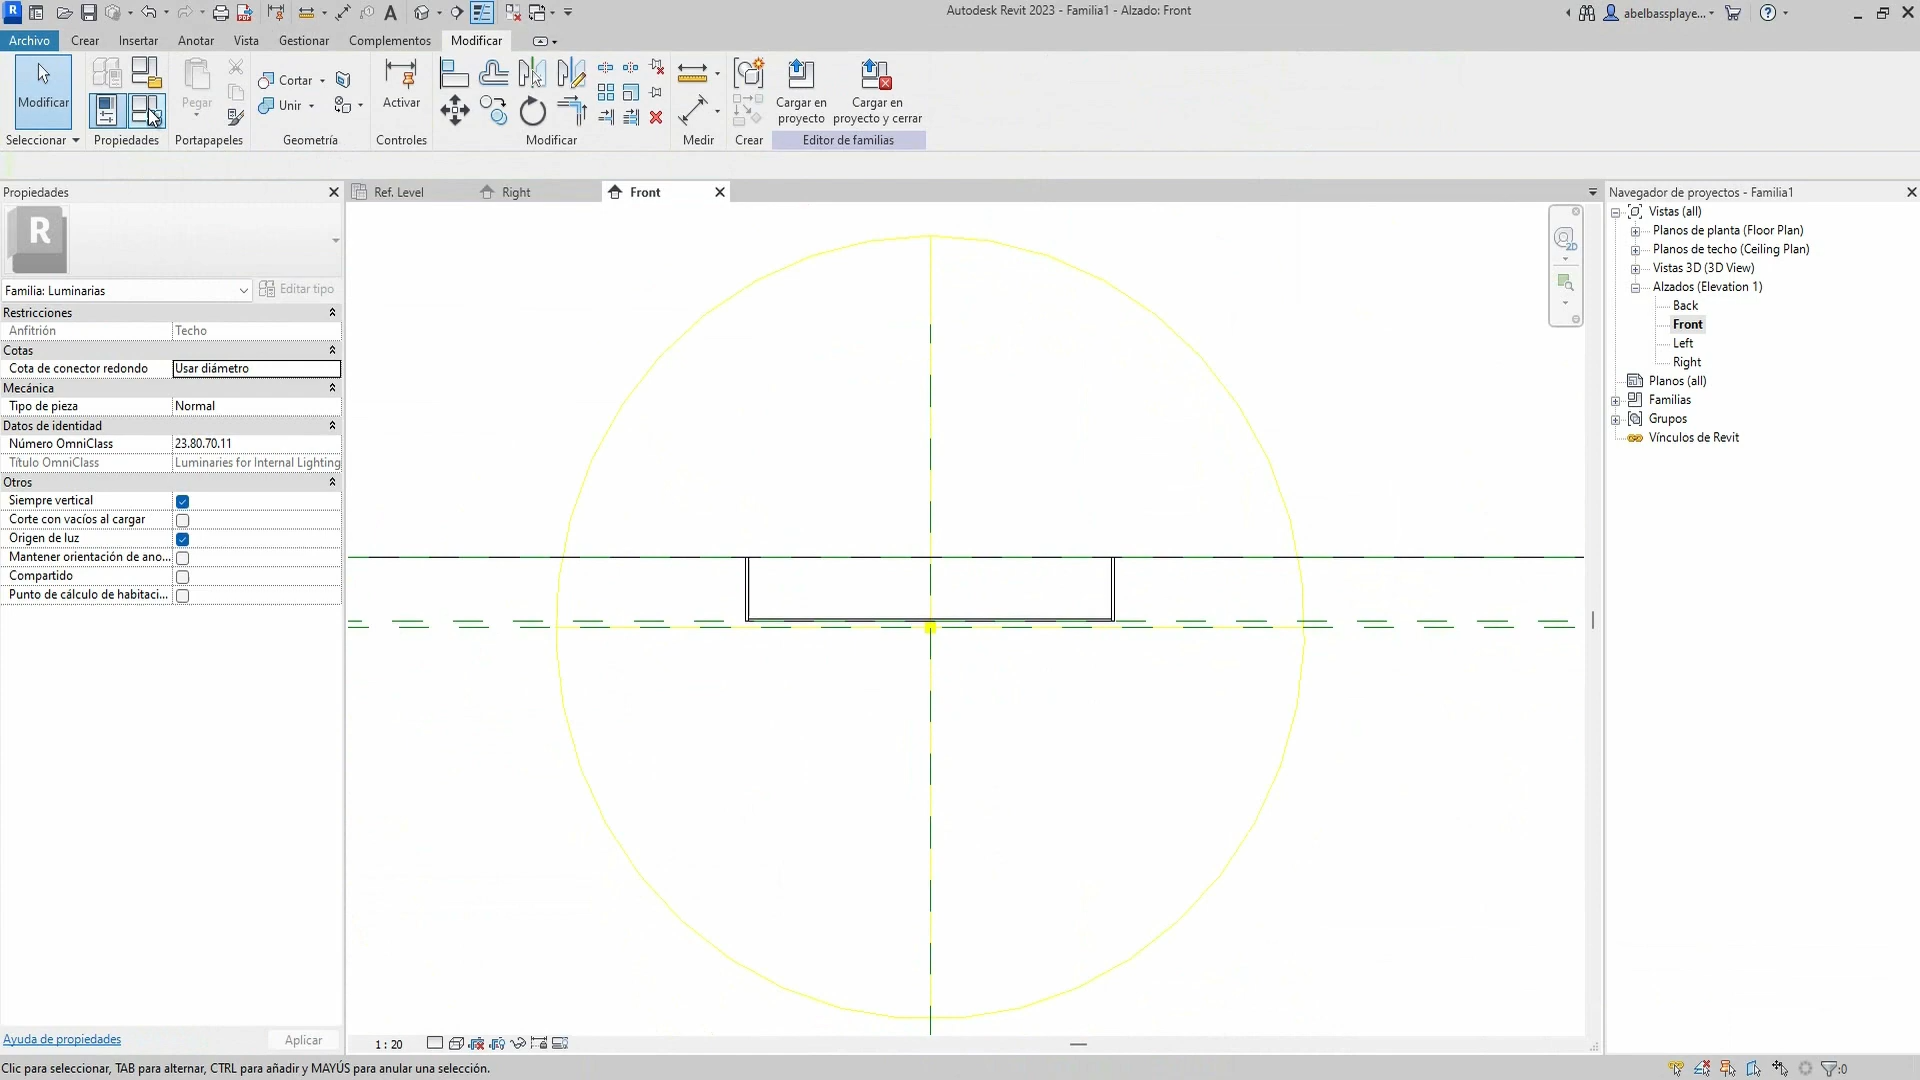 Autodesk Revit 2023 - Familia1 - Alzado: Front
abelbassplaye...
Archivo Crear Insertar Anotar Vista Gestionar Complementos Modificar
Modificar
Pegar
Cortar
Unir
Activar
Cargar en
proyecto
Cargar en
proyecto y cerrar
Seleccionar Propiedades Portapapeles Geometría Controles Modificar Medir Crear Editor de familias
Propiedades
R
Familia: Luminarias
Editar tipo
Restricciones
Anfitrión Techo
Cotas
Cota de conector redondo Usar diámetro
Mecánica
Tipo de pieza Normal
Datos de identidad
Número OmniClass 23.80.70.11
Título OmniClass Luminaries for Internal Lighting
Otros
Siempre vertical
Corte con vacíos al cargar
Origen de luz
Mantener orientación de ano...
Compartido
Punto de cálculo de habitaci...
Ayuda de propiedades
Aplicar
Ref. Level Right Front
2D
1 : 20
Navegador de proyectos - Familia1
Vistas (all)
Planos de planta (Floor Plan)
Planos de techo (Ceiling Plan)
Vistas 3D (3D View)
Alzados (Elevation 1)
Back
Front
Left
Right
Planos (all)
Familias
Grupos
Vínculos de Revit
Clic para seleccionar, TAB para alternar, CTRL para añadir y MAYÚS para anular una selección.
:0